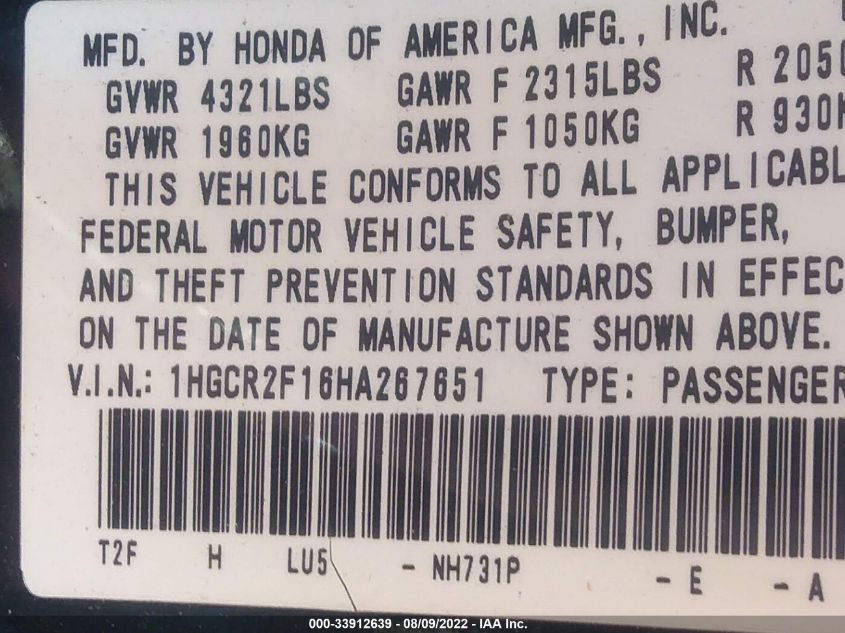 MFD. BY HONDA OF AMERICA MFG., INC.
GVWR 4321LBS GAWR F 2315LBS R 2050
GVWR 1960KG GAWR F 1050KG R 930K
THIS VEHICLE CONFORMS TO ALL APPLICABL
FEDERAL MOTOR VEHICLE SAFETY, BUMPER,
AND THEFT PREVENTION STANDARDS IN EFFEC
ON THE DATE OF MANUFACTURE SHOWN ABOVE.
V.I.N.: 1HGCR2F16HA267651 TYPE: PASSENGER
T2F H LU5 - NH731P - E - A
000-33912639 - 08/09/2022 - IAA Inc.